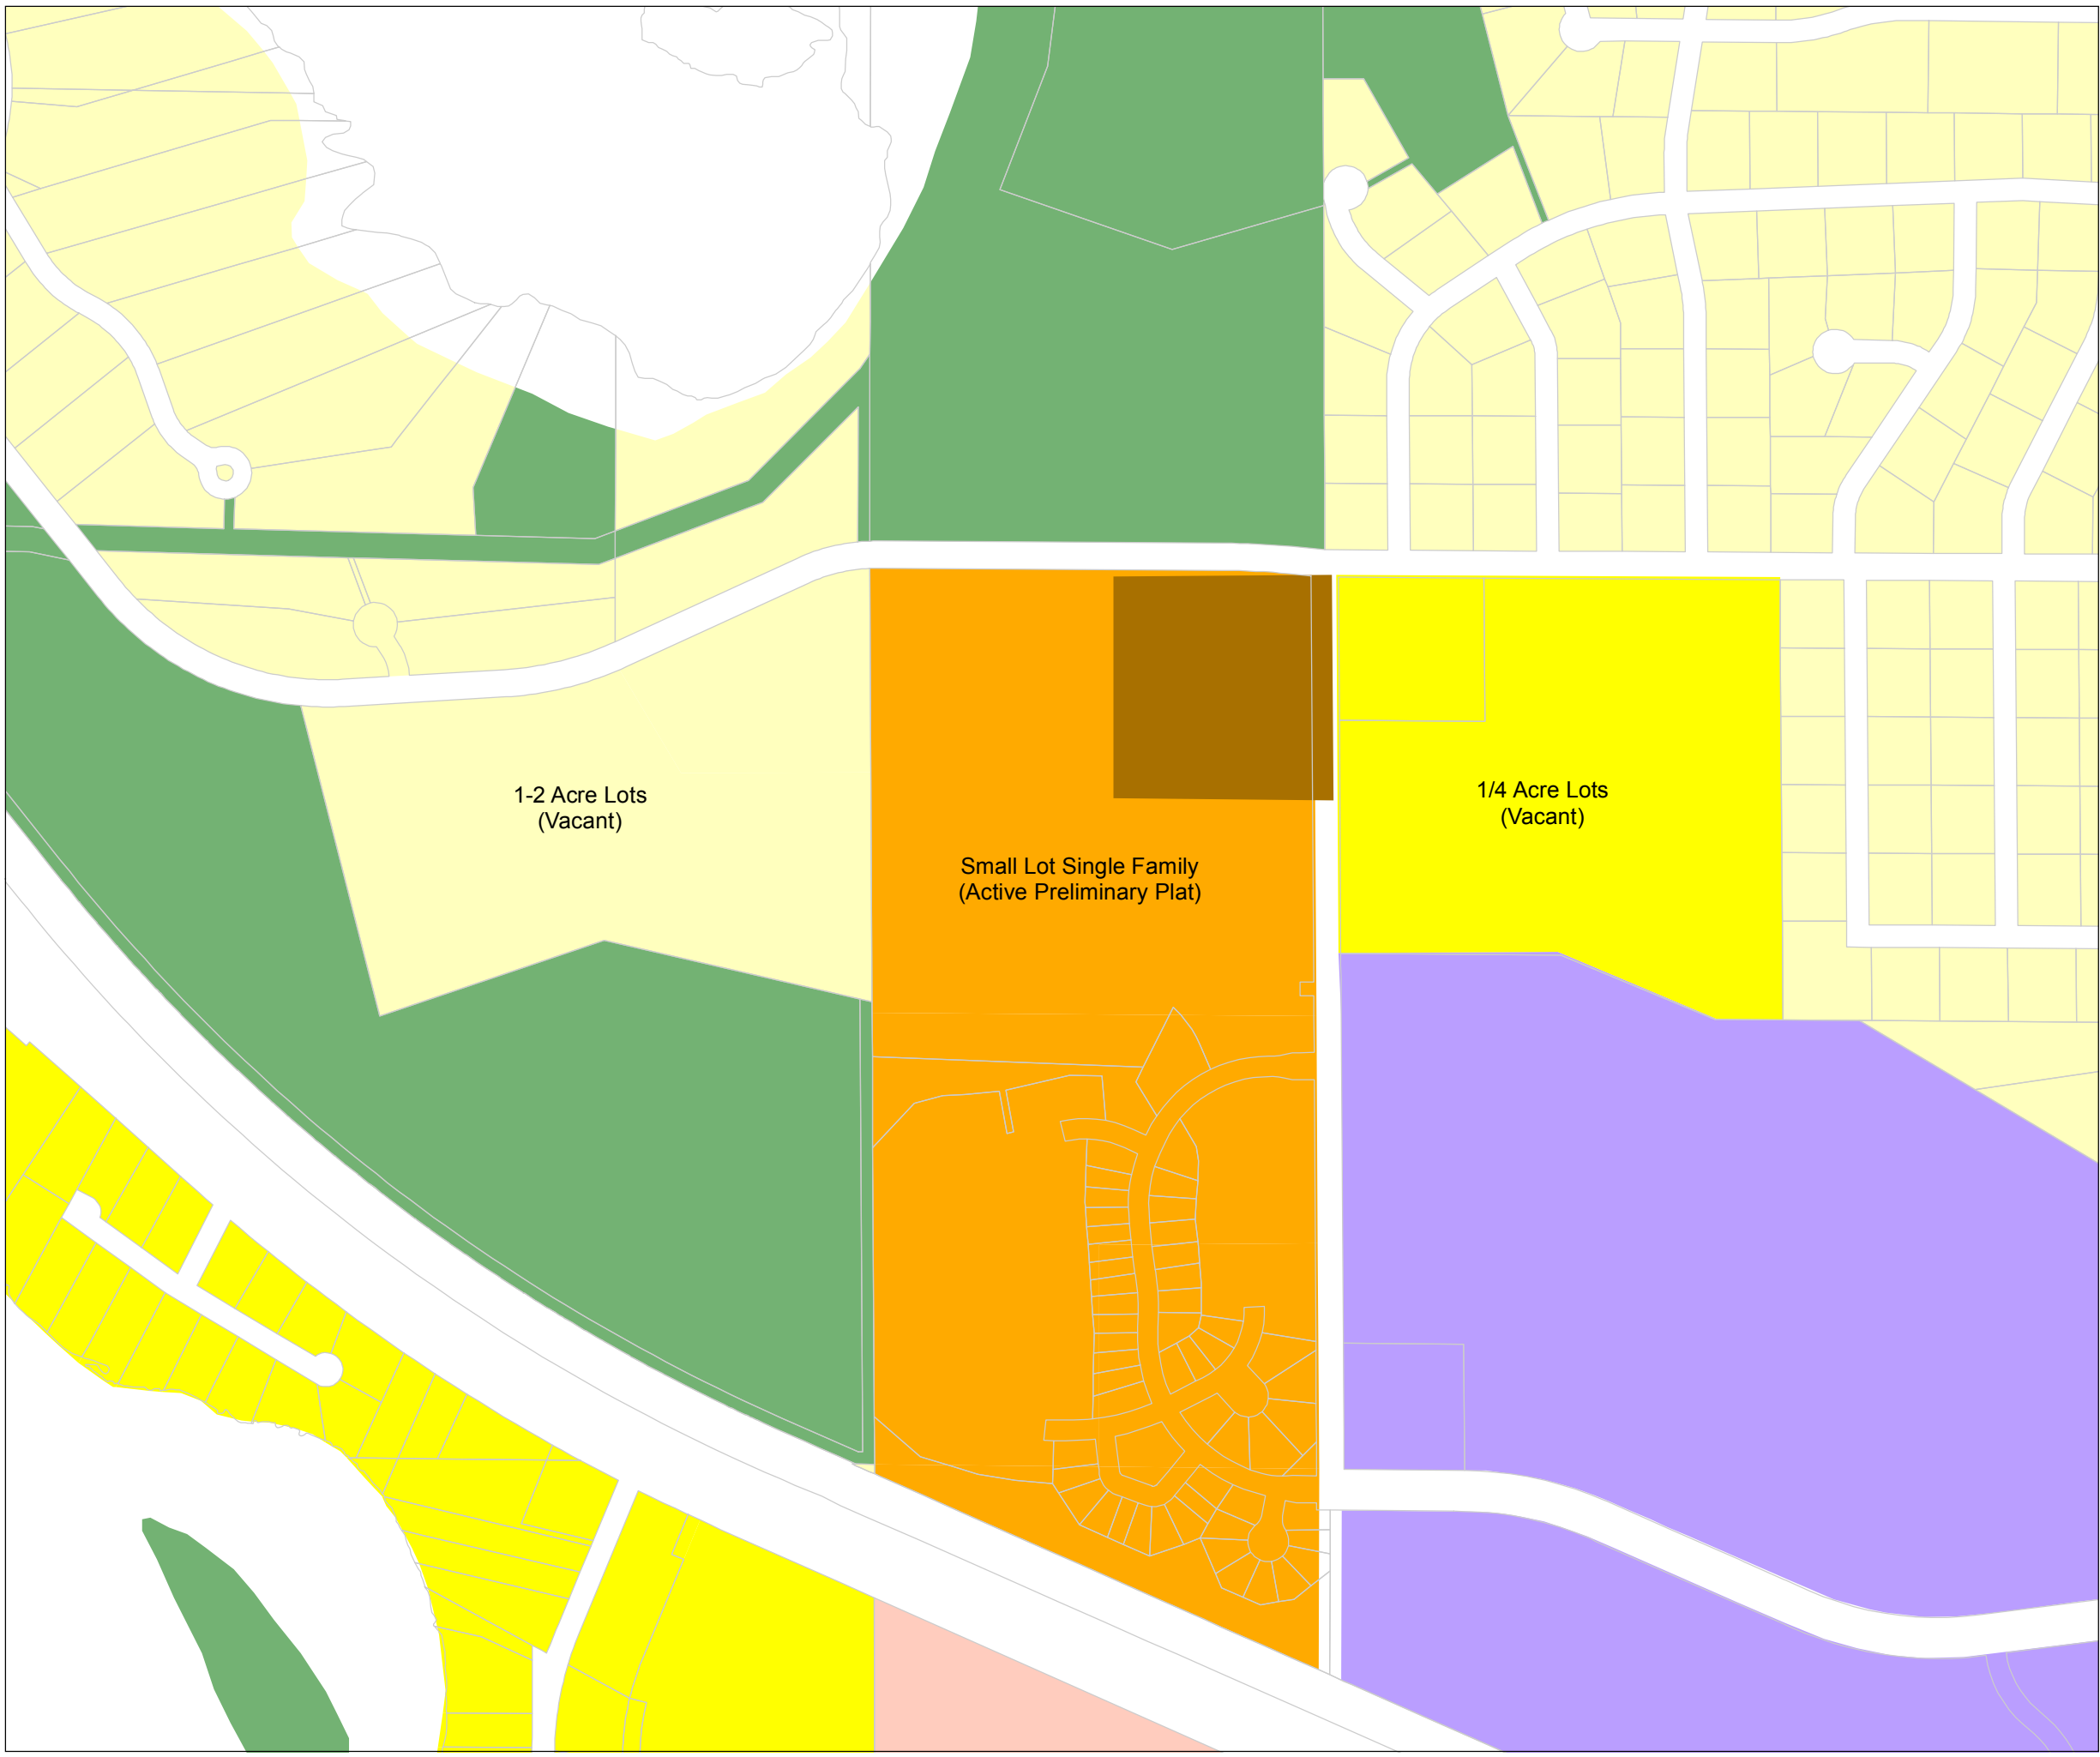 1-2 Acre Lots
(Vacant)
1/4 Acre Lots
(Vacant)
Small Lot Single Family
(Active Preliminary Plat)